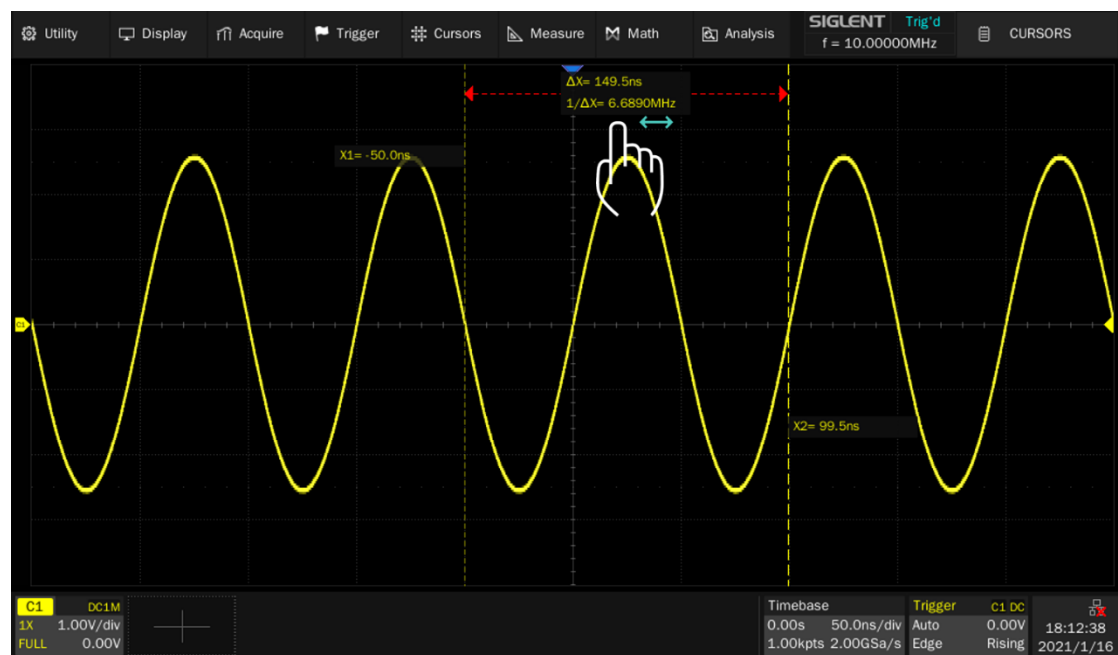 Utility Display Acquire Trigger Cursors Measure Math Analysis
SIGLENT Trig'd
f = 10.00000MHz
CURSORS
ΔX= 149.5ns
1/ΔX= 6.6890MHz
X1= -50.0ns
C1
X2= 99.5ns
C1 DC1M
1X 1.00V/div
FULL 0.00V
Timebase
0.00s 50.0ns/div
1.00kpts 2.00GSa/s
Trigger C1 DC
Auto 0.00V
Edge Rising
18:12:38
2021/1/16